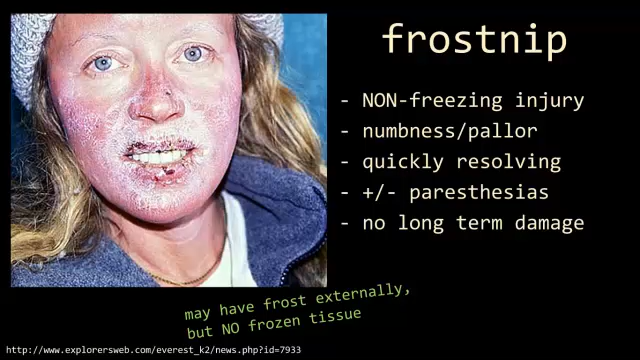 frostnip
- NON-freezing injury
- numbness/pallor
- quickly resolving
- +/- paresthesias
- no long term damage
may have frost externally,
but NO frozen tissue
http://www.explorersweb.com/everest_k2/news.php?id=7933